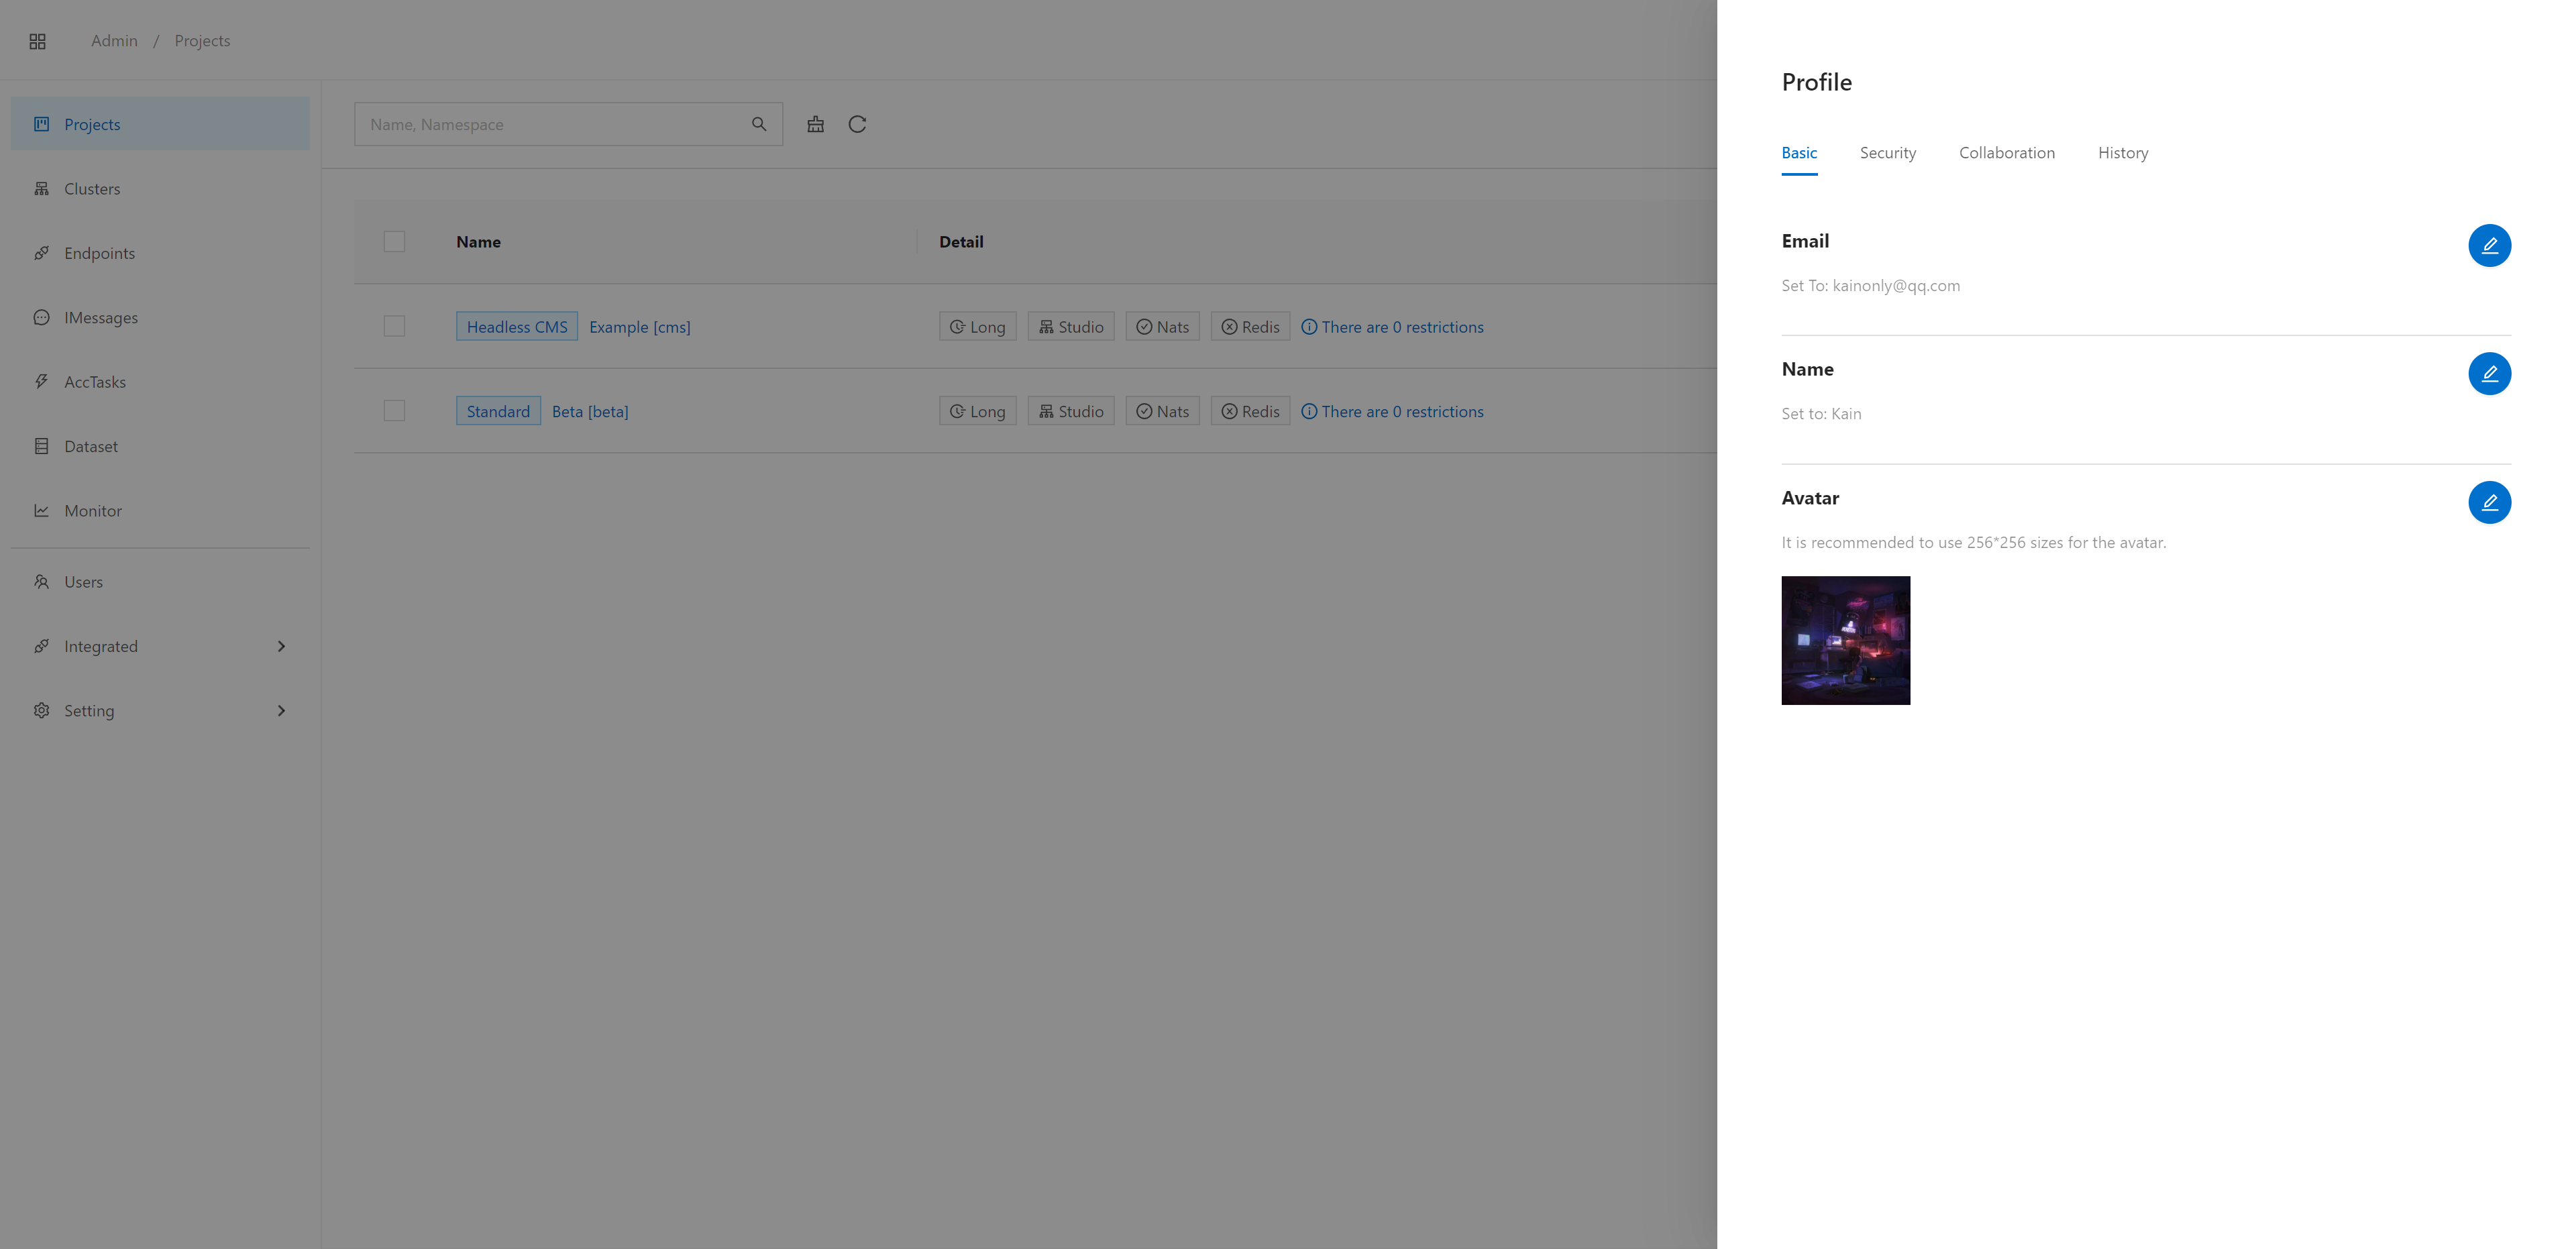 Admin / Projects
Projects
Clusters
Endpoints
IMessages
AccTasks
Dataset
Monitor
Users
Integrated
Setting
Name, Namespace
Name Detail
Headless CMS Example [cms] Long Studio Nats Redis There are 0 restrictions
Standard Beta [beta] Long Studio Nats Redis There are 0 restrictions
Profile
Basic Security Collaboration History
Email
Set To: kainonly@qq.com
Name
Set to: Kain
Avatar
It is recommended to use 256*256 sizes for the avatar.